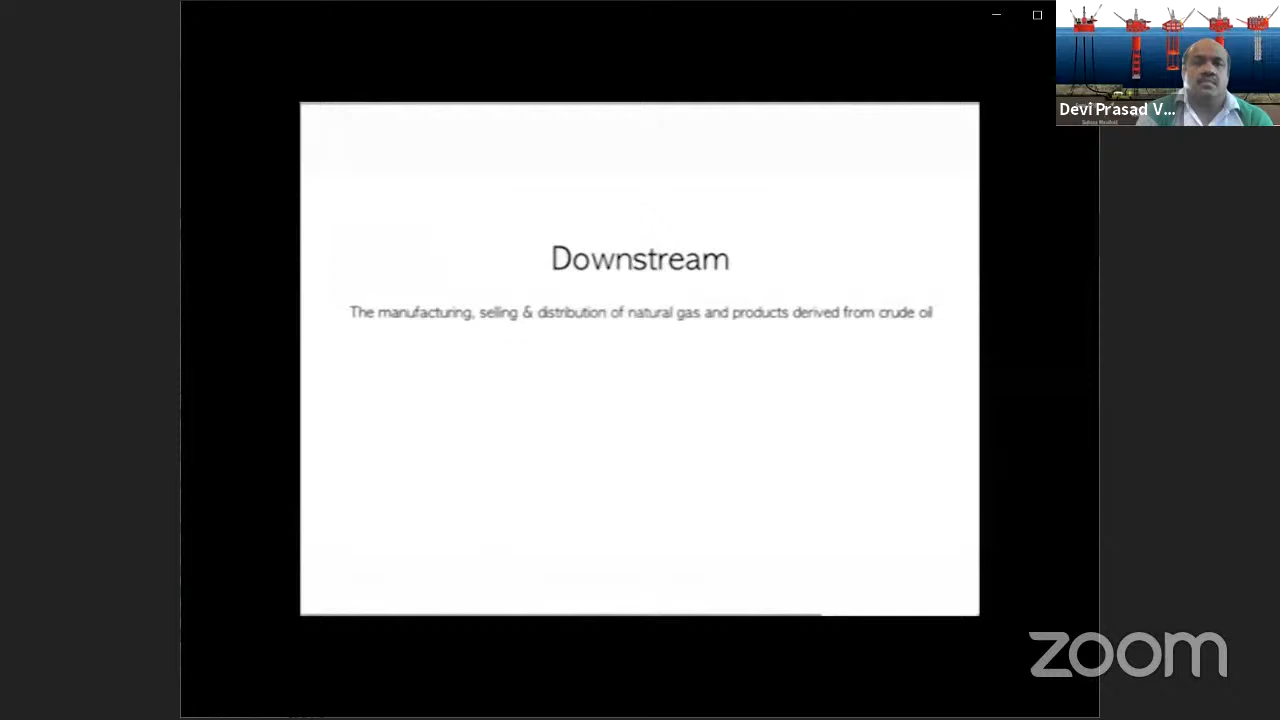 Devi Prasad V...
Downstream
The manufacturing, selling & distribution of natural gas and products derived from crude oil
zoom